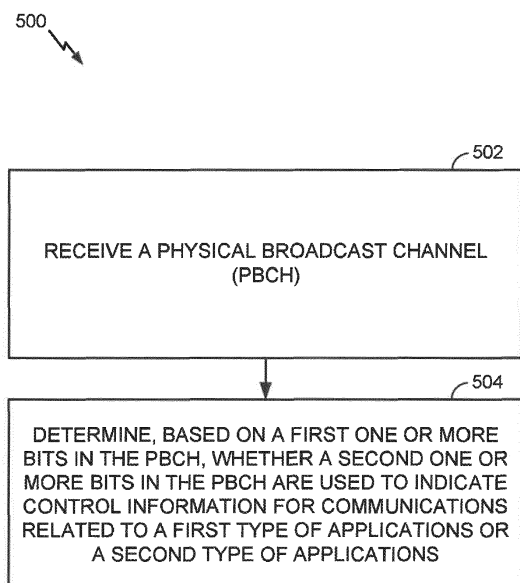 500
502
RECEIVE A PHYSICAL BROADCAST CHANNEL
(PBCH)
504
DETERMINE, BASED ON A FIRST ONE OR MORE
BITS IN THE PBCH, WHETHER A SECOND ONE OR
MORE BITS IN THE PBCH ARE USED TO INDICATE
CONTROL INFORMATION FOR COMMUNICATIONS
RELATED TO A FIRST TYPE OF APPLICATIONS OR
A SECOND TYPE OF APPLICATIONS